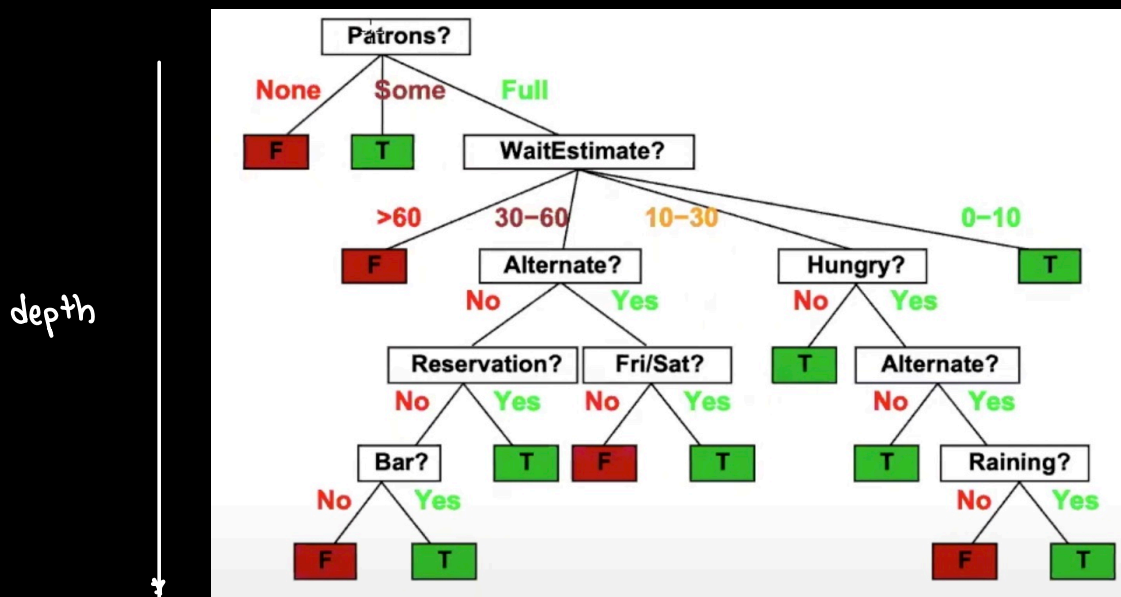 Patrons?
None Some Full
F T WaitEstimate?
>60 30−60 10−30 0−10
F Alternate? Hungry? T
No Yes No Yes
depth
Reservation? Fri/Sat? T Alternate?
No Yes No Yes No Yes
Bar? T F T T Raining?
No Yes No Yes
F T F T